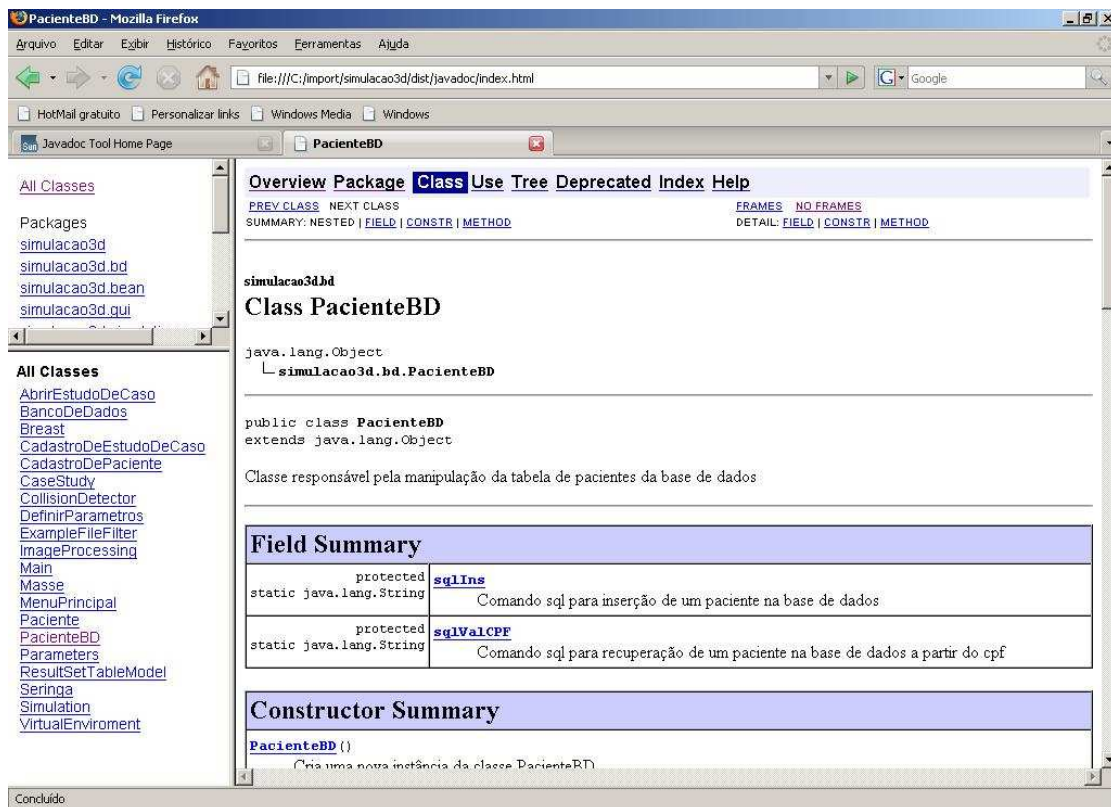 PacienteBD - Mozilla Firefox
Arquivo Editar Exibir Histórico Favoritos Ferramentas Ajuda
file:///C:/import/simulacao3d/dist/javadoc/index.html
G Google
HotMail gratuito Personalizar links Windows Media Windows
Sun Javadoc Tool Home Page PacienteBD
All Classes
Packages
simulacao3d
simulacao3d.bd
simulacao3d.bean
simulacao3d.gui
All Classes
AbrirEstudoDeCaso
BancoDeDados
Breast
CadastroDeEstudoDeCaso
CadastroDePaciente
CaseStudy
CollisionDetector
DefinirParametros
ExampleFileFilter
ImageProcessing
Main
Masse
MenuPrincipal
Paciente
PacienteBD
Parameters
ResultSetTableModel
Seringa
Simulation
VirtualEnviroment
Overview Package Class Use Tree Deprecated Index Help
PREV CLASS NEXT CLASS FRAMES NO FRAMES
SUMMARY: NESTED | FIELD | CONSTR | METHOD DETAIL: FIELD | CONSTR | METHOD
simulacao3d.bd
Class PacienteBD
java.lang.Object
simulacao3d.bd.PacienteBD
public class PacienteBD
extends java.lang.Object
Classe responsável pela manipulação da tabela de pacientes da base de dados
Field Summary
protected sqlIns
static java.lang.String Comando sql para inserção de um paciente na base de dados
protected sqlValCPF
static java.lang.String Comando sql para recuperação de um paciente na base de dados a partir do cpf
Constructor Summary
PacienteBD()
Cria uma nova instância da classe PacienteBD
Concluído